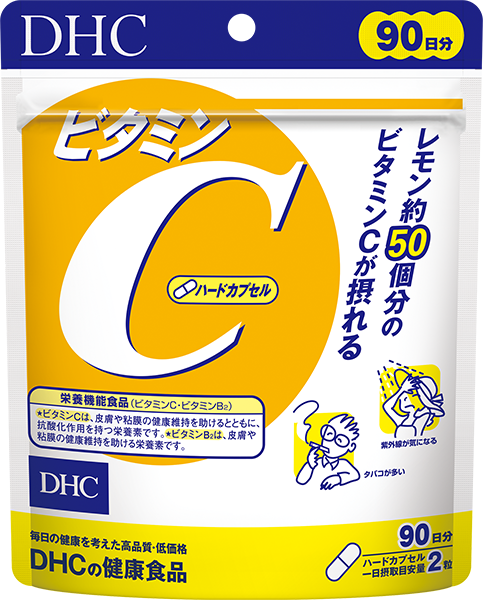 DHC
90日分
ビタミン
C
レモン約50個分の
ビタミンCが摂れる
ハードカプセル
栄養機能食品(ビタミンC・ビタミンB₂)
★ビタミンCは、皮膚や粘膜の健康維持を助けるとともに、
抗酸化作用を持つ栄養素です。★ビタミンB₂は、皮膚や
粘膜の健康維持を助ける栄養素です。
紫外線が気になる
タバコが多い
DHC
毎日の健康を考えた高品質・低価格
DHCの健康食品
90日分
ハードカプセル
一日摂取目安量2粒